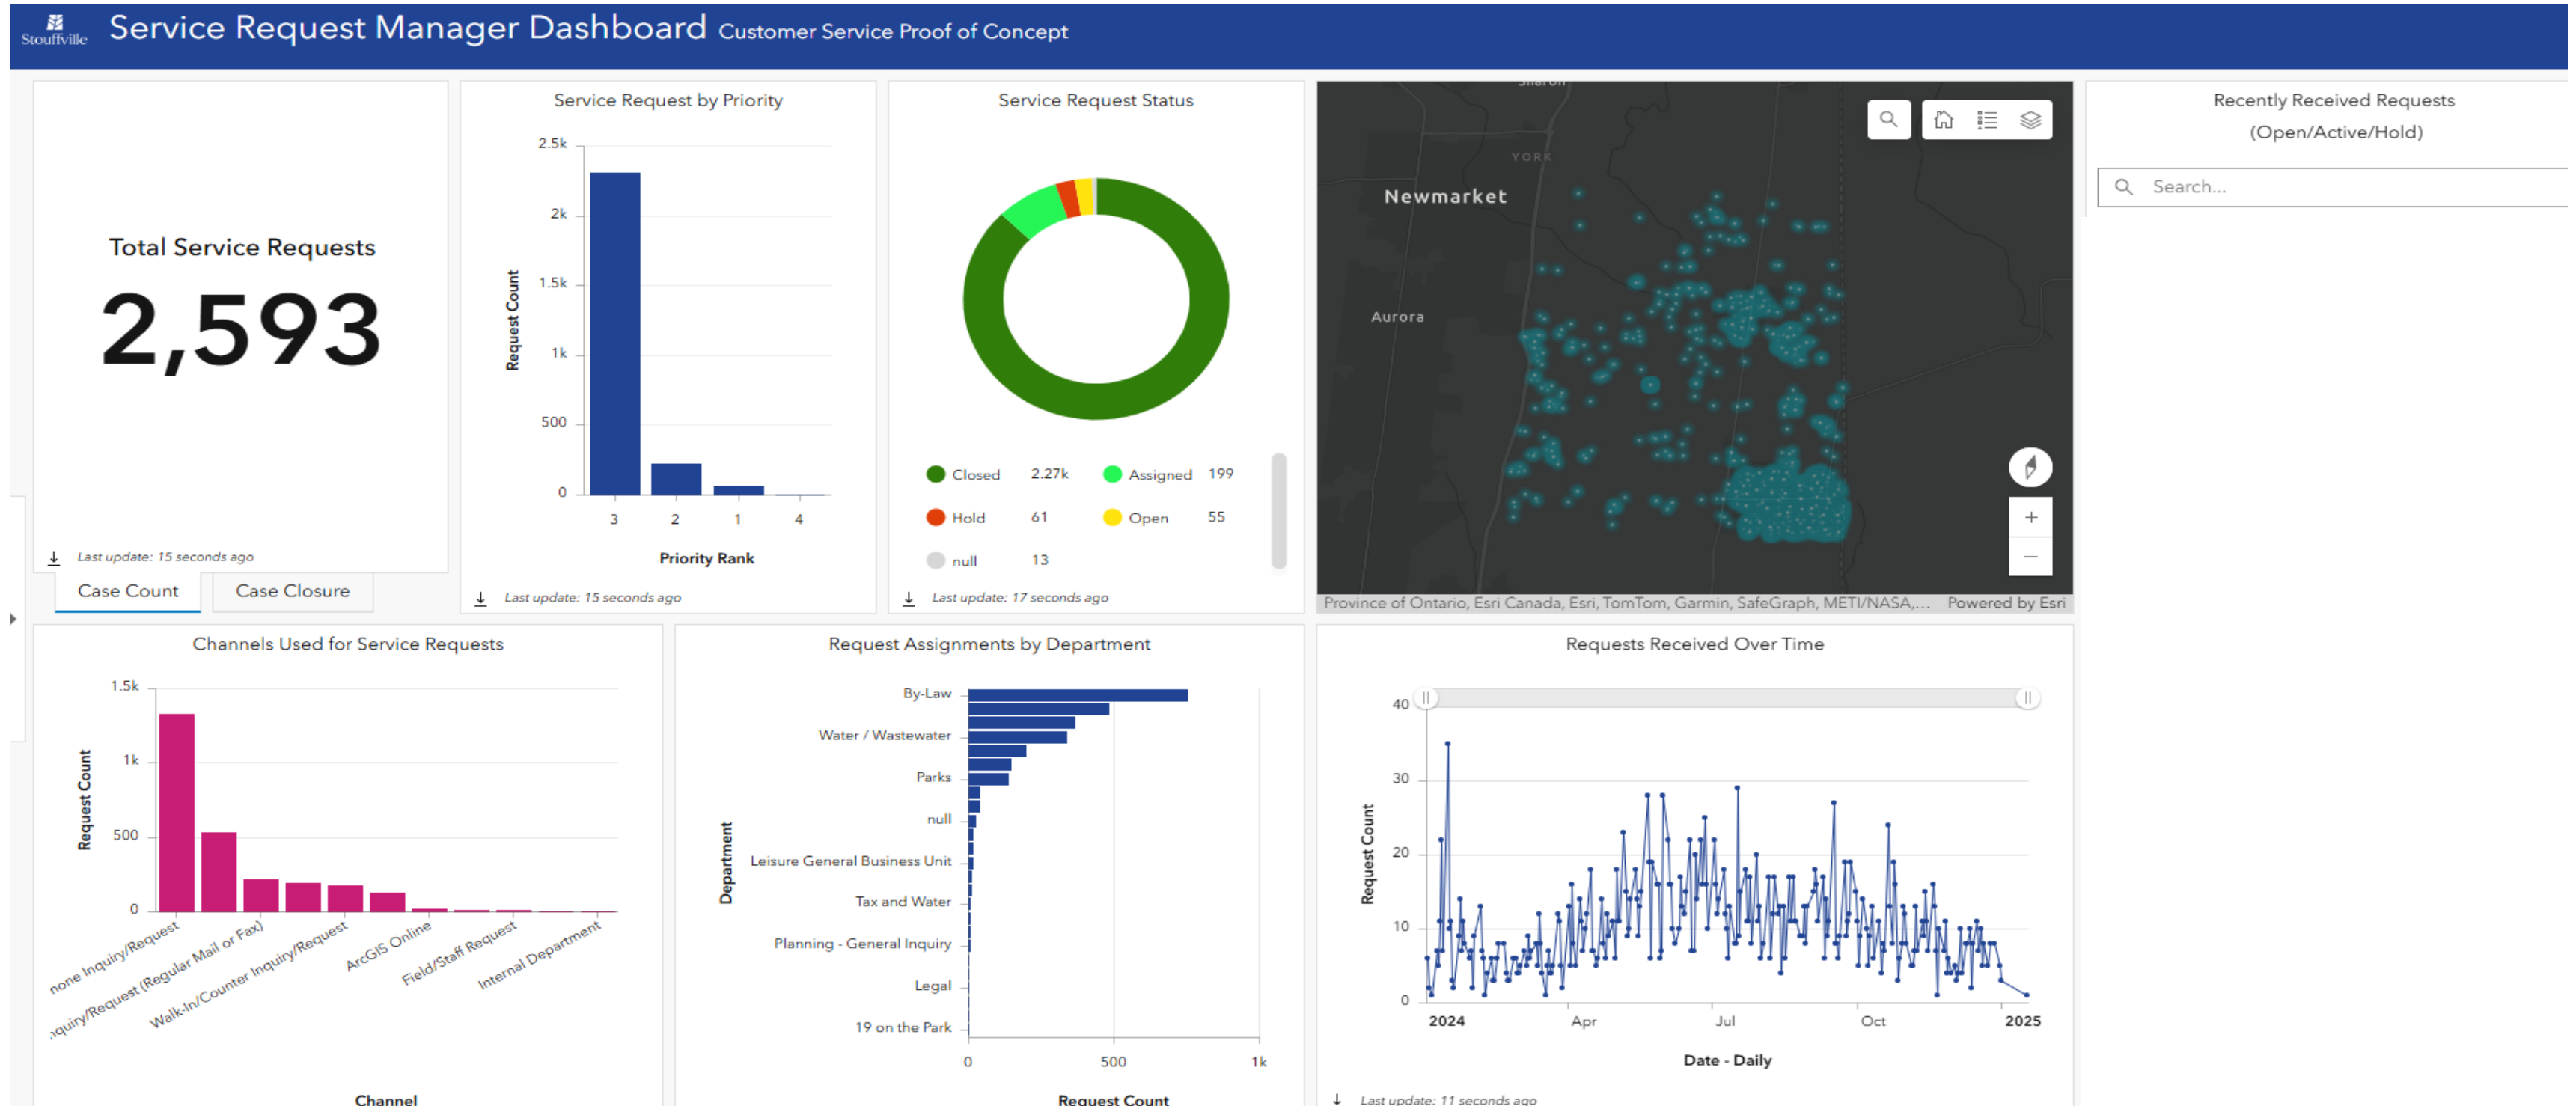 Stouffville
Service Request Manager Dashboard Customer Service Proof of Concept
Total Service Requests
2,593
Last update: 15 seconds ago
Case Count
Case Closure
Service Request by Priority
2.5k
2k
1.5k
1k
500
0
Request Count
3 2 1 4
Priority Rank
Last update: 15 seconds ago
Service Request Status
Closed 2.27k
Assigned 199
Hold 61
Open 55
null 13
Last update: 17 seconds ago
Sharon
YORK
Newmarket
Aurora
Province of Ontario, Esri Canada, Esri, TomTom, Garmin, SafeGraph, METI/NASA,...
Powered by Esri
Recently Received Requests
(Open/Active/Hold)
Search...
Channels Used for Service Requests
1.5k
1k
500
0
Request Count
none Inquiry/Request
nquiry/Request (Regular Mail or Fax)
Walk-In/Counter Inquiry/Request
ArcGIS Online
Field/Staff Request
Internal Department
Channel
Request Assignments by Department
Department
By-Law
Water / Wastewater
Parks
null
Leisure General Business Unit
Tax and Water
Planning - General Inquiry
Legal
19 on the Park
0 500 1k
Request Count
Requests Received Over Time
40
30
20
10
0
Request Count
2024 Apr Jul Oct 2025
Date - Daily
Last update: 11 seconds ago